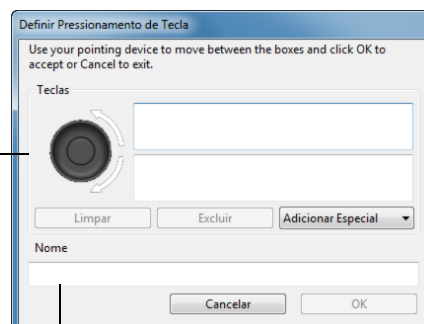 Definir Pressionamento de Tecla
Use your pointing device to move between the boxes and click OK to
accept or Cancel to exit.
Teclas
Limpar
Excluir
Adicionar Especial
Nome
Cancelar
OK